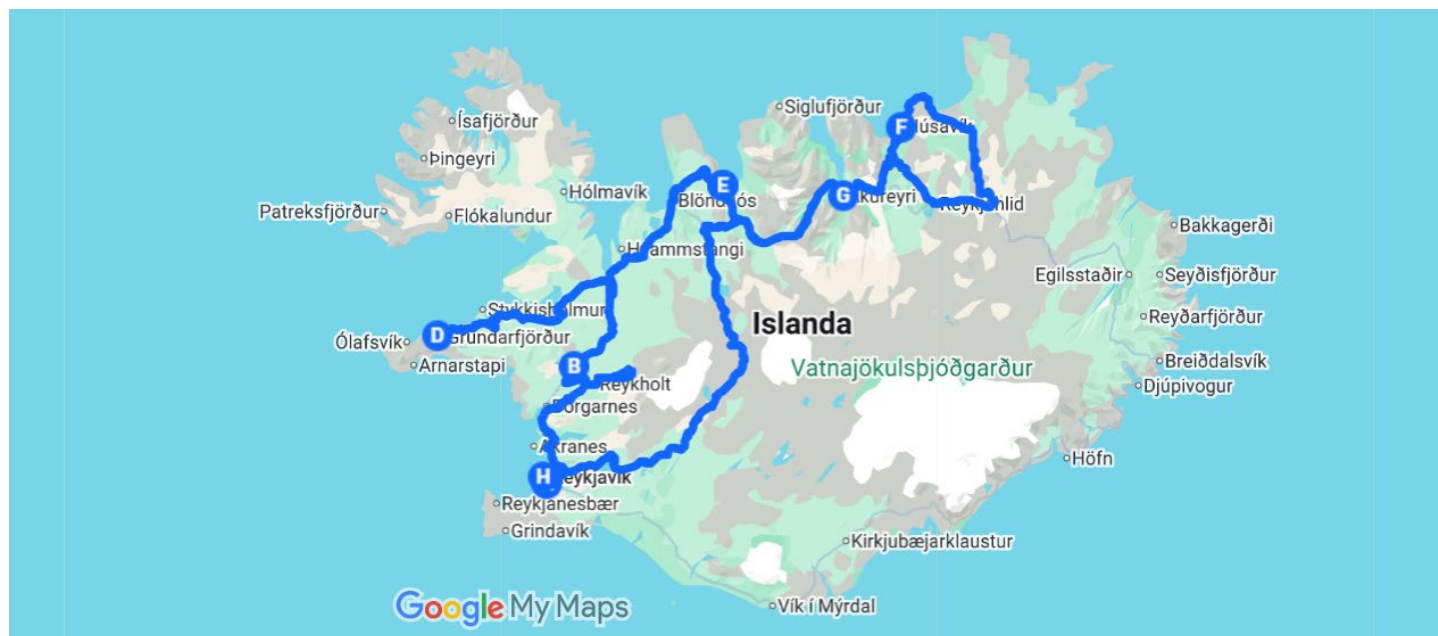 Siglufjörður
Ísafjörður
F
Húsavík
Þingeyri
Hólmavík
E
Blönduós
G
Akureyri
Reykjahlid
Patreksfjörður
Flókalundur
Bakkagerði
Hvammstangi
Egilsstaðir
Seyðisfjörður
Stykkishólmur
Reyðarfjörður
Islanda
D
Grundarfjörður
Ólafsvík
Arnarstapi
B
Vatnajökulsþjóðgarður
Breiðdalsvík
Reykholt
Djúpivogur
Borgarnes
Akranes
Höfn
H
Reykjavík
Reykjanesbær
Grindavík
Kirkjubæjarklaustur
Google My Maps
Vík í Mýrdal